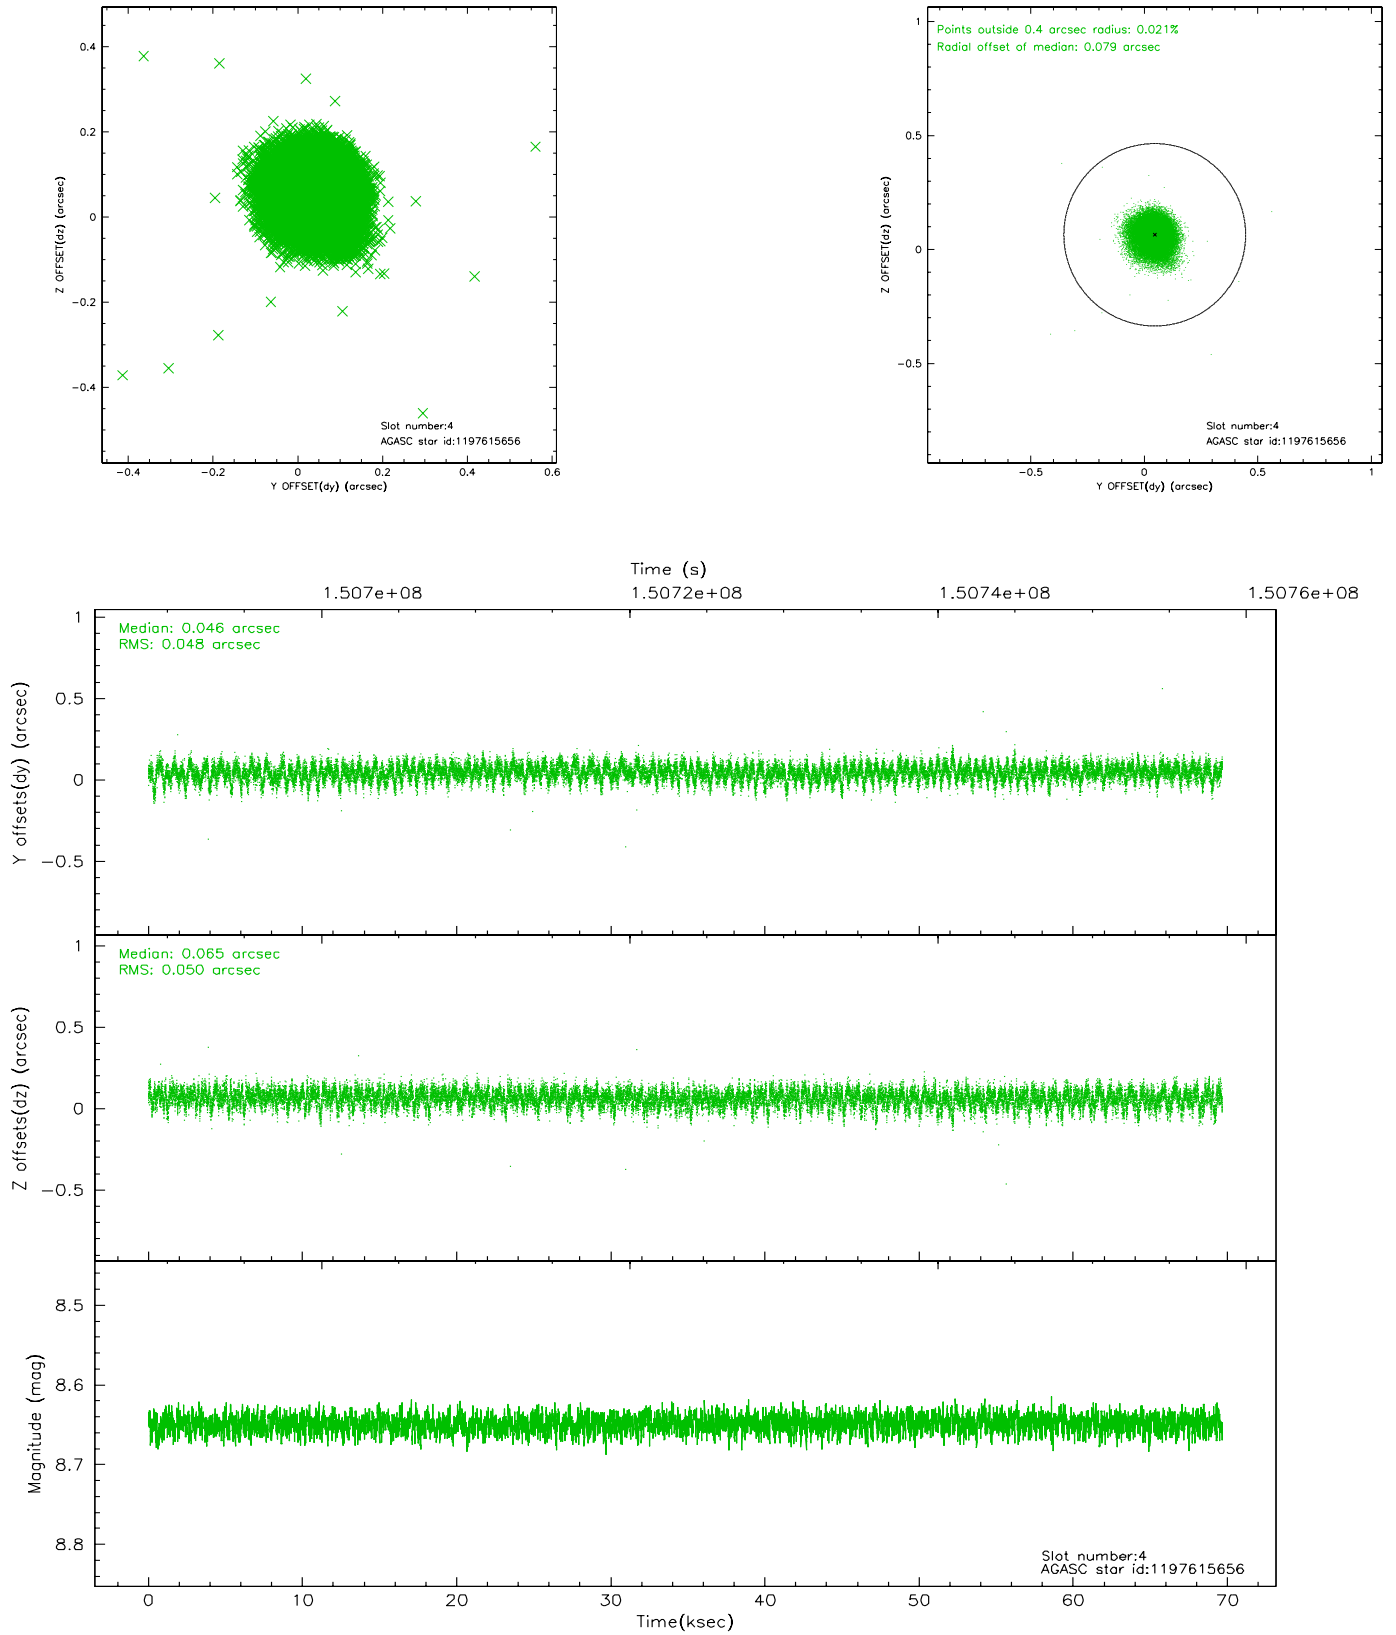 0.4
0.2
0
−0.2
−0.4
Z OFFSET(dz) (arcsec)
Slot number:4
AGASC star id:1197615656
−0.4 −0.2 0 0.2 0.4 0.6
Y OFFSET(dy) (arcsec)
Points outside 0.4 arcsec radius: 0.021%
Radial offset of median: 0.079 arcsec
1
0.5
0
−0.5
Z OFFSET(dz) (arcsec)
Slot number:4
AGASC star id:1197615656
−0.5 0 0.5 1
Y OFFSET(dy) (arcsec)
Time (s)
1.507e+08 1.5072e+08 1.5074e+08 1.5076e+08
Median: 0.046 arcsec
RMS: 0.048 arcsec
1
0.5
0
−0.5
Y offsets(dy) (arcsec)
Median: 0.065 arcsec
RMS: 0.050 arcsec
1
0.5
0
−0.5
Z offsets(dz) (arcsec)
8.5
8.6
8.7
8.8
Magnitude (mag)
Slot number:4
AGASC star id:1197615656
0 10 20 30 40 50 60 70
Time(ksec)